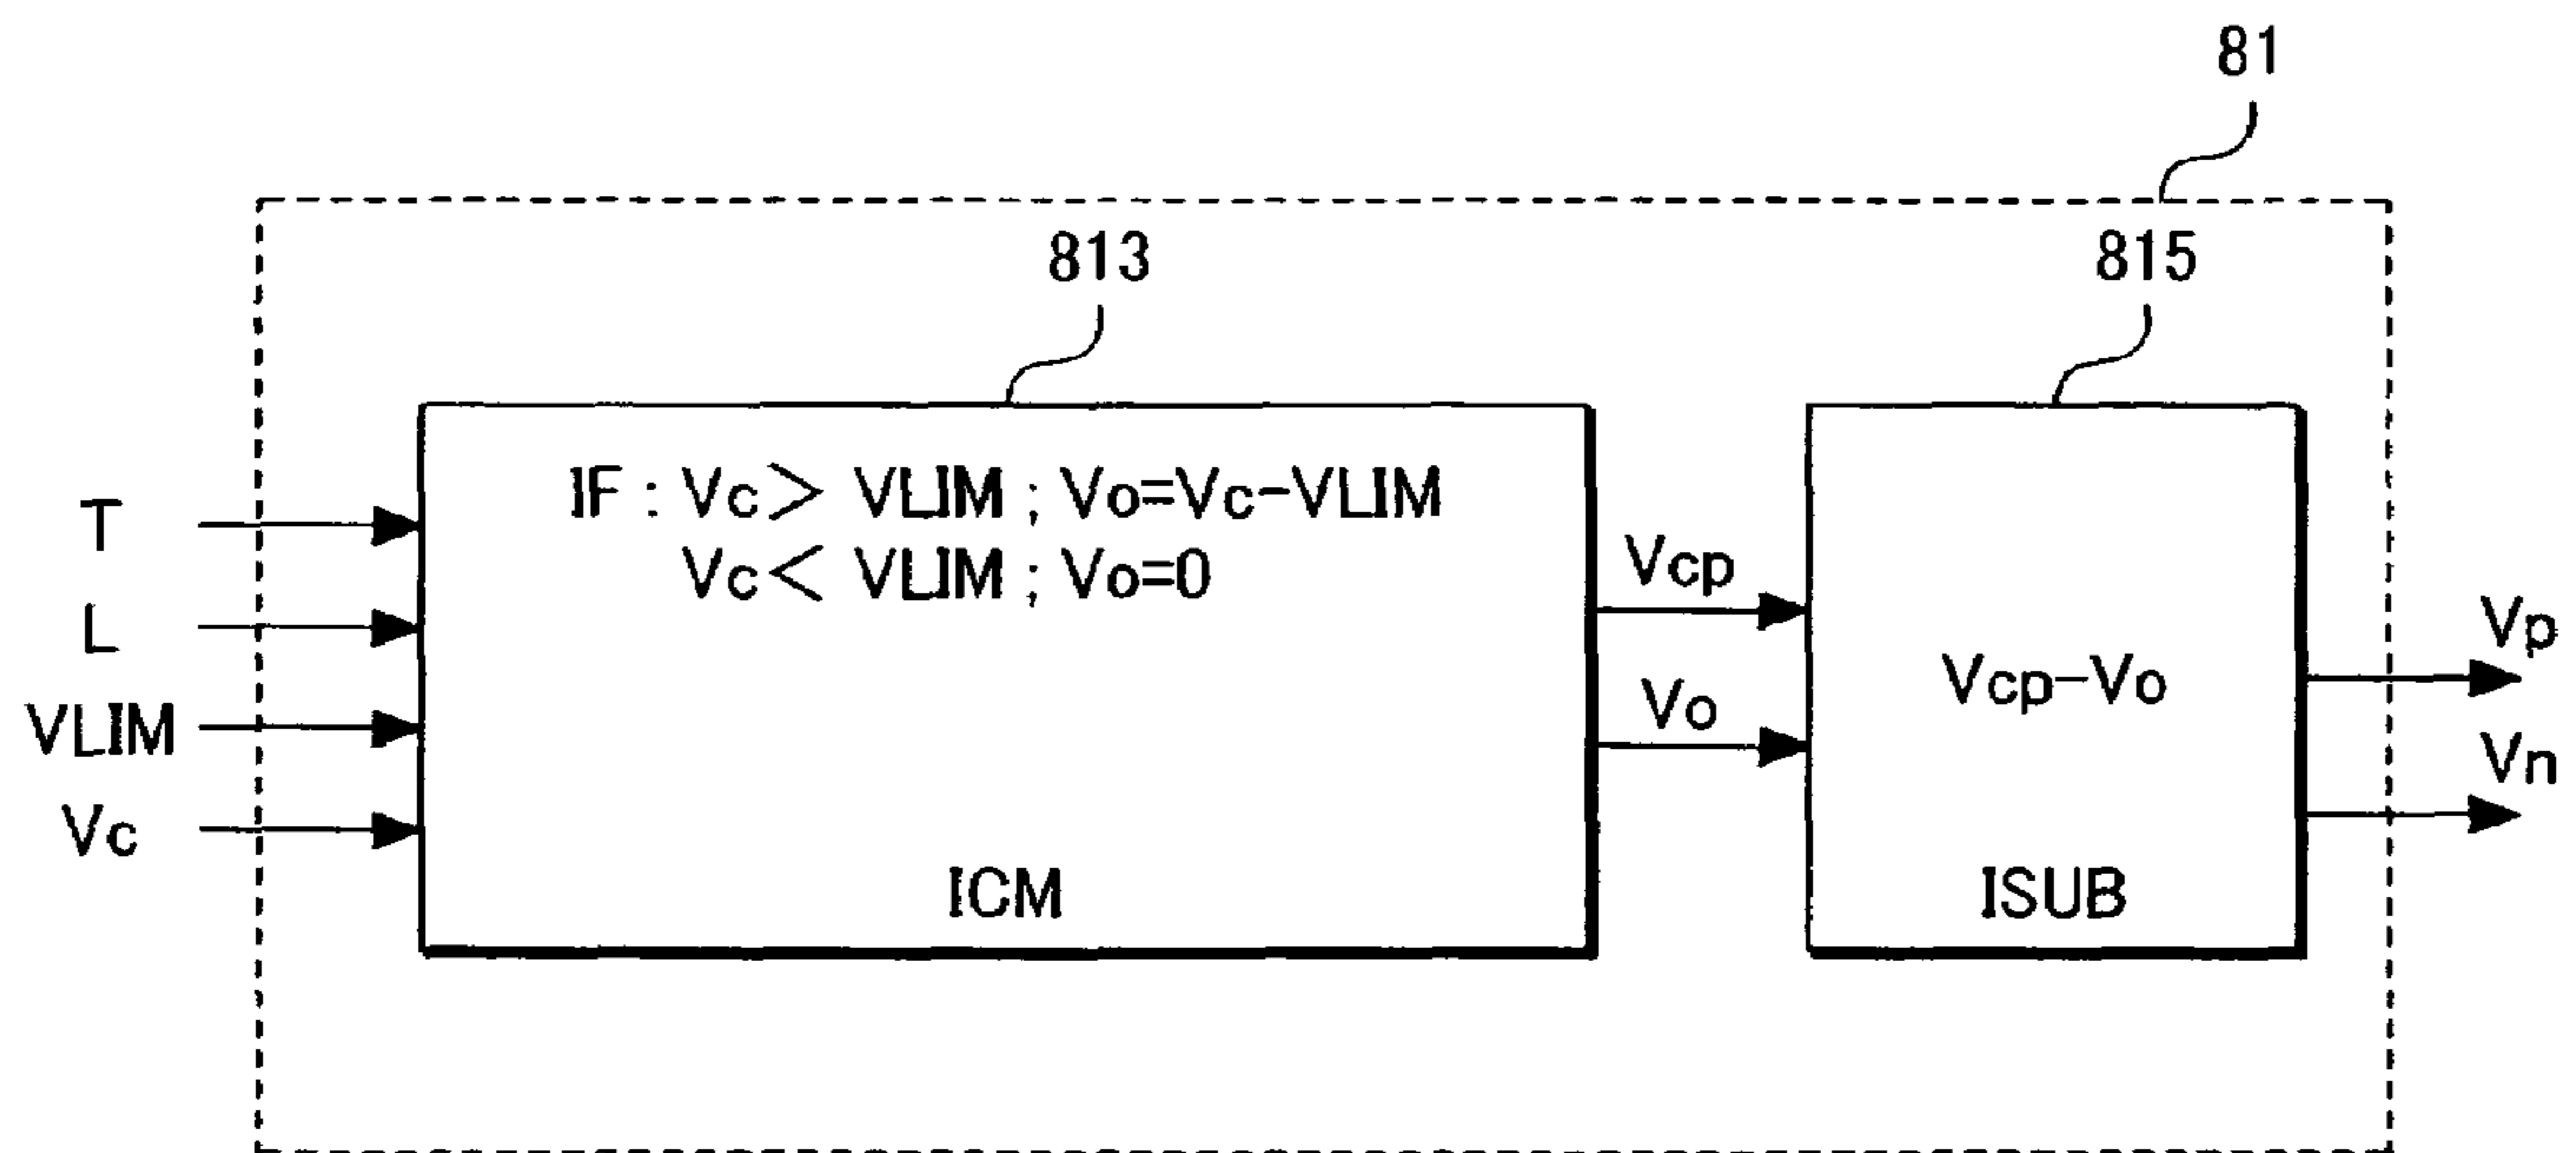 81
813
815
IF : Vc> VLIM ; Vo=Vc-VLIM
Vc< VLIM ; Vo=0
T
L
VLIM
Vc
ICM
Vcp
Vo
Vcp-Vo
ISUB
Vp
Vn